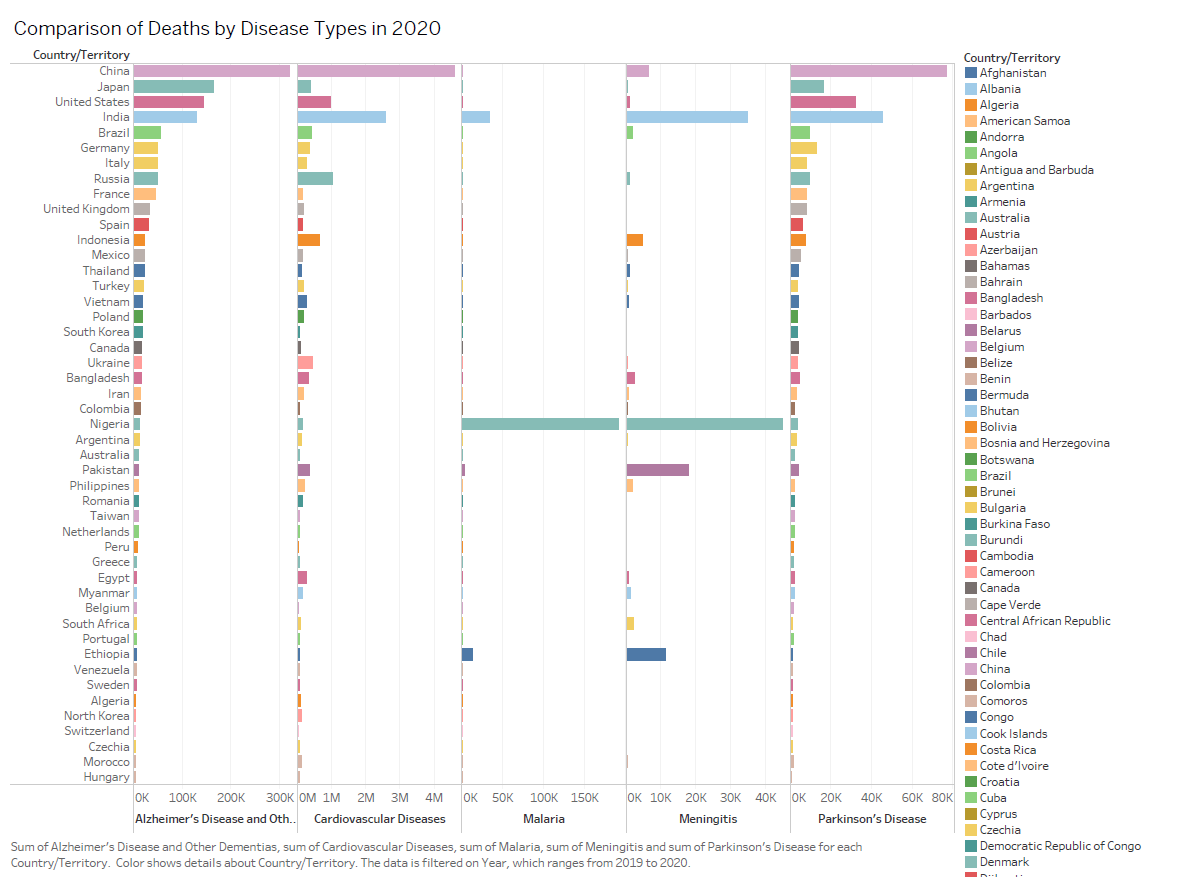 Comparison of Deaths by Disease Types in 2020
Country/Territory
China
Japan
United States
India
Brazil
Germany
Italy
Russia
France
United Kingdom
Spain
Indonesia
Mexico
Thailand
Turkey
Vietnam
Poland
South Korea
Canada
Ukraine
Bangladesh
Iran
Colombia
Nigeria
Argentina
Australia
Pakistan
Philippines
Romania
Taiwan
Netherlands
Peru
Greece
Egypt
Myanmar
Belgium
South Africa
Portugal
Ethiopia
Venezuela
Sweden
Algeria
North Korea
Switzerland
Czechia
Morocco
Hungary
0K 100K 200K 300K 0M 1M 2M 3M 4M 0K 50K 100K 150K 0K 10K 20K 30K 40K 0K 20K 40K 60K 80K
Alzheimer's Disease and Oth.. Cardiovascular Diseases Malaria Meningitis Parkinson's Disease
Sum of Alzheimer's Disease and Other Dementias, sum of Cardiovascular Diseases, sum of Malaria, sum of Meningitis and sum of Parkinson's Disease for each
Country/Territory. Color shows details about Country/Territory. The data is filtered on Year, which ranges from 2019 to 2020.
Country/Territory
Afghanistan
Albania
Algeria
American Samoa
Andorra
Angola
Antigua and Barbuda
Argentina
Armenia
Australia
Austria
Azerbaijan
Bahamas
Bahrain
Bangladesh
Barbados
Belarus
Belgium
Belize
Benin
Bermuda
Bhutan
Bolivia
Bosnia and Herzegovina
Botswana
Brazil
Brunei
Bulgaria
Burkina Faso
Burundi
Cambodia
Cameroon
Canada
Cape Verde
Central African Republic
Chad
Chile
China
Colombia
Comoros
Congo
Cook Islands
Costa Rica
Cote d'Ivoire
Croatia
Cuba
Cyprus
Czechia
Democratic Republic of Congo
Denmark